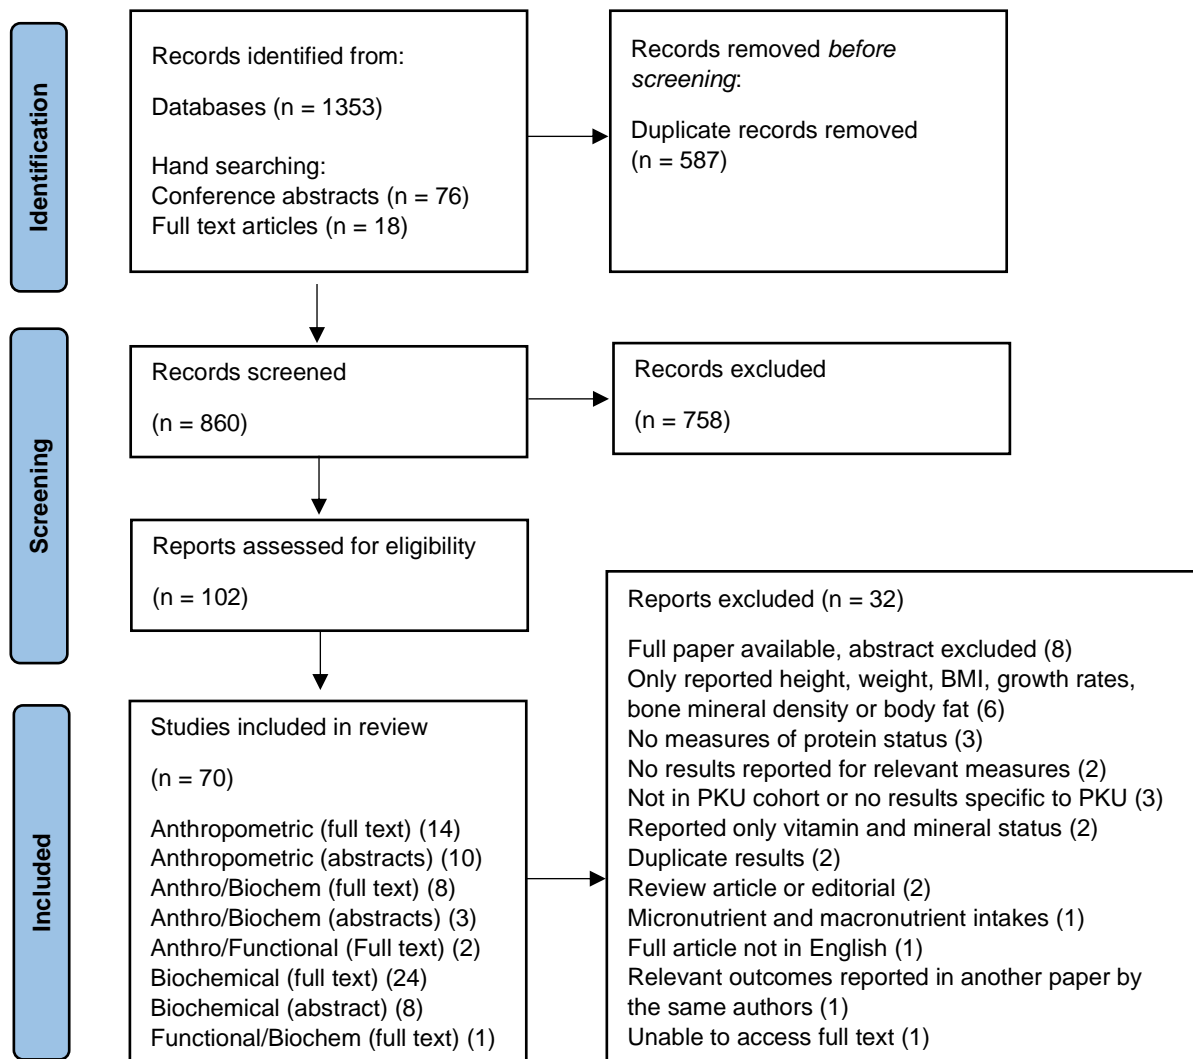 Identification
Records identified from:
Databases (n = 1353)
Hand searching:
Conference abstracts (n = 76)
Full text articles (n = 18)
Records removed before
screening:
Duplicate records removed
(n = 587)
Screening
Records screened
(n = 860)
Records excluded
(n = 758)
Reports assessed for eligibility
(n = 102)
Reports excluded (n = 32)
Full paper available, abstract excluded (8)
Only reported height, weight, BMI, growth rates,
bone mineral density or body fat (6)
No measures of protein status (3)
No results reported for relevant measures (2)
Not in PKU cohort or no results specific to PKU (3)
Reported only vitamin and mineral status (2)
Duplicate results (2)
Review article or editorial (2)
Micronutrient and macronutrient intakes (1)
Full article not in English (1)
Relevant outcomes reported in another paper by
the same authors (1)
Unable to access full text (1)
Included
Studies included in review
(n = 70)
Anthropometric (full text) (14)
Anthropometric (abstracts) (10)
Anthro/Biochem (full text) (8)
Anthro/Biochem (abstracts) (3)
Anthro/Functional (Full text) (2)
Biochemical (full text) (24)
Biochemical (abstract) (8)
Functional/Biochem (full text) (1)